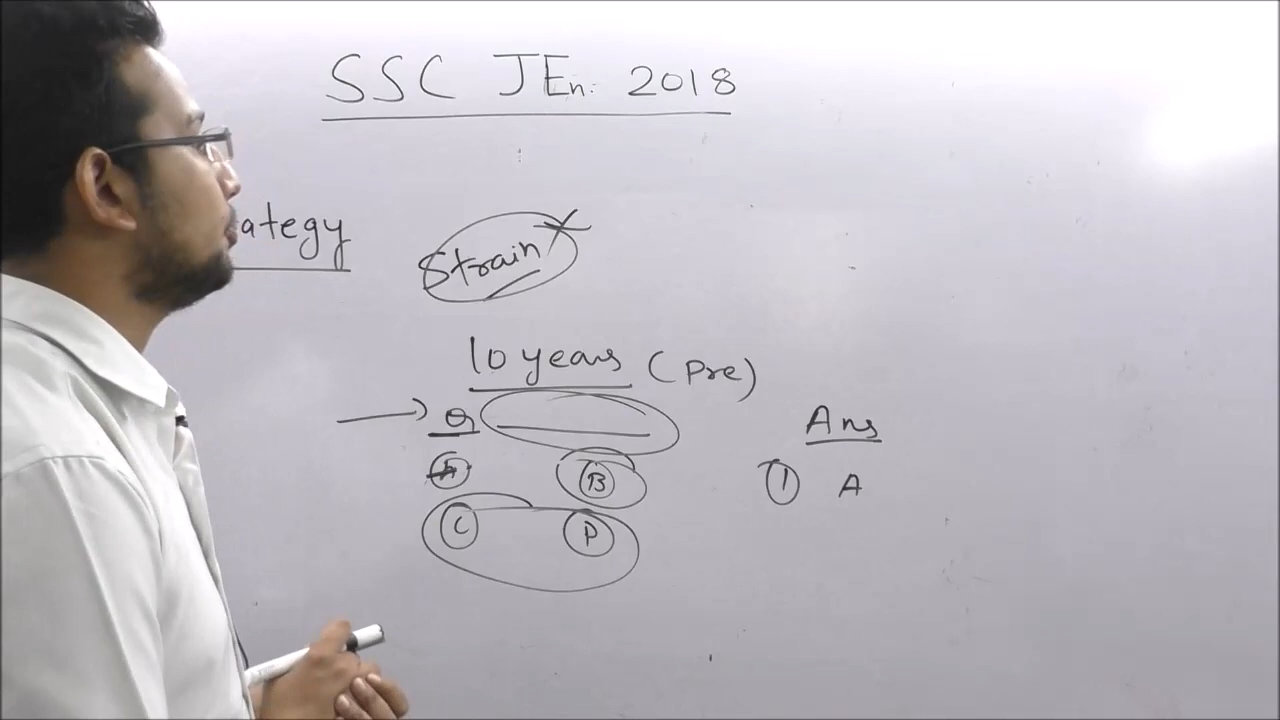 SSC JEn. 2018
ategy
Strain
10 years (Pre)
Q
Ans
A B
1 A
C D